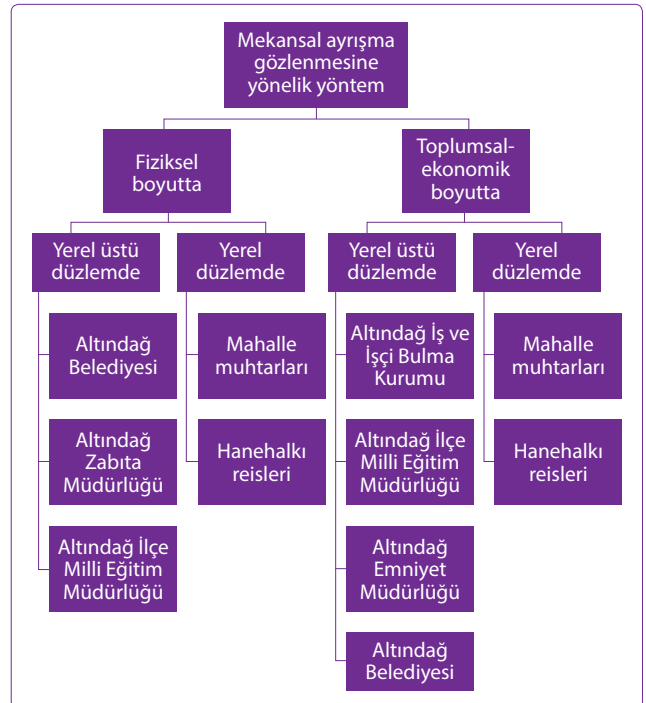 Mekansal ayrışma
gözlenmesine
yönelik yöntem
Fiziksel
boyutta
Toplumsal-
ekonomik
boyutta
Yerel üstü
düzlemde
Yerel
düzlemde
Yerel üstü
düzlemde
Yerel
düzlemde
Altındağ
Belediyesi
Mahalle
muhtarları
Altındağ İş ve
İşçi Bulma
Kurumu
Mahalle
muhtarları
Altındağ
Zabıta
Müdürlüğü
Hanehalkı
reisleri
Altındağ İlçe
Milli Eğitim
Müdürlüğü
Hanehalkı
reisleri
Altındağ İlçe
Milli Eğitim
Müdürlüğü
Altındağ
Emniyet
Müdürlüğü
Altındağ
Belediyesi